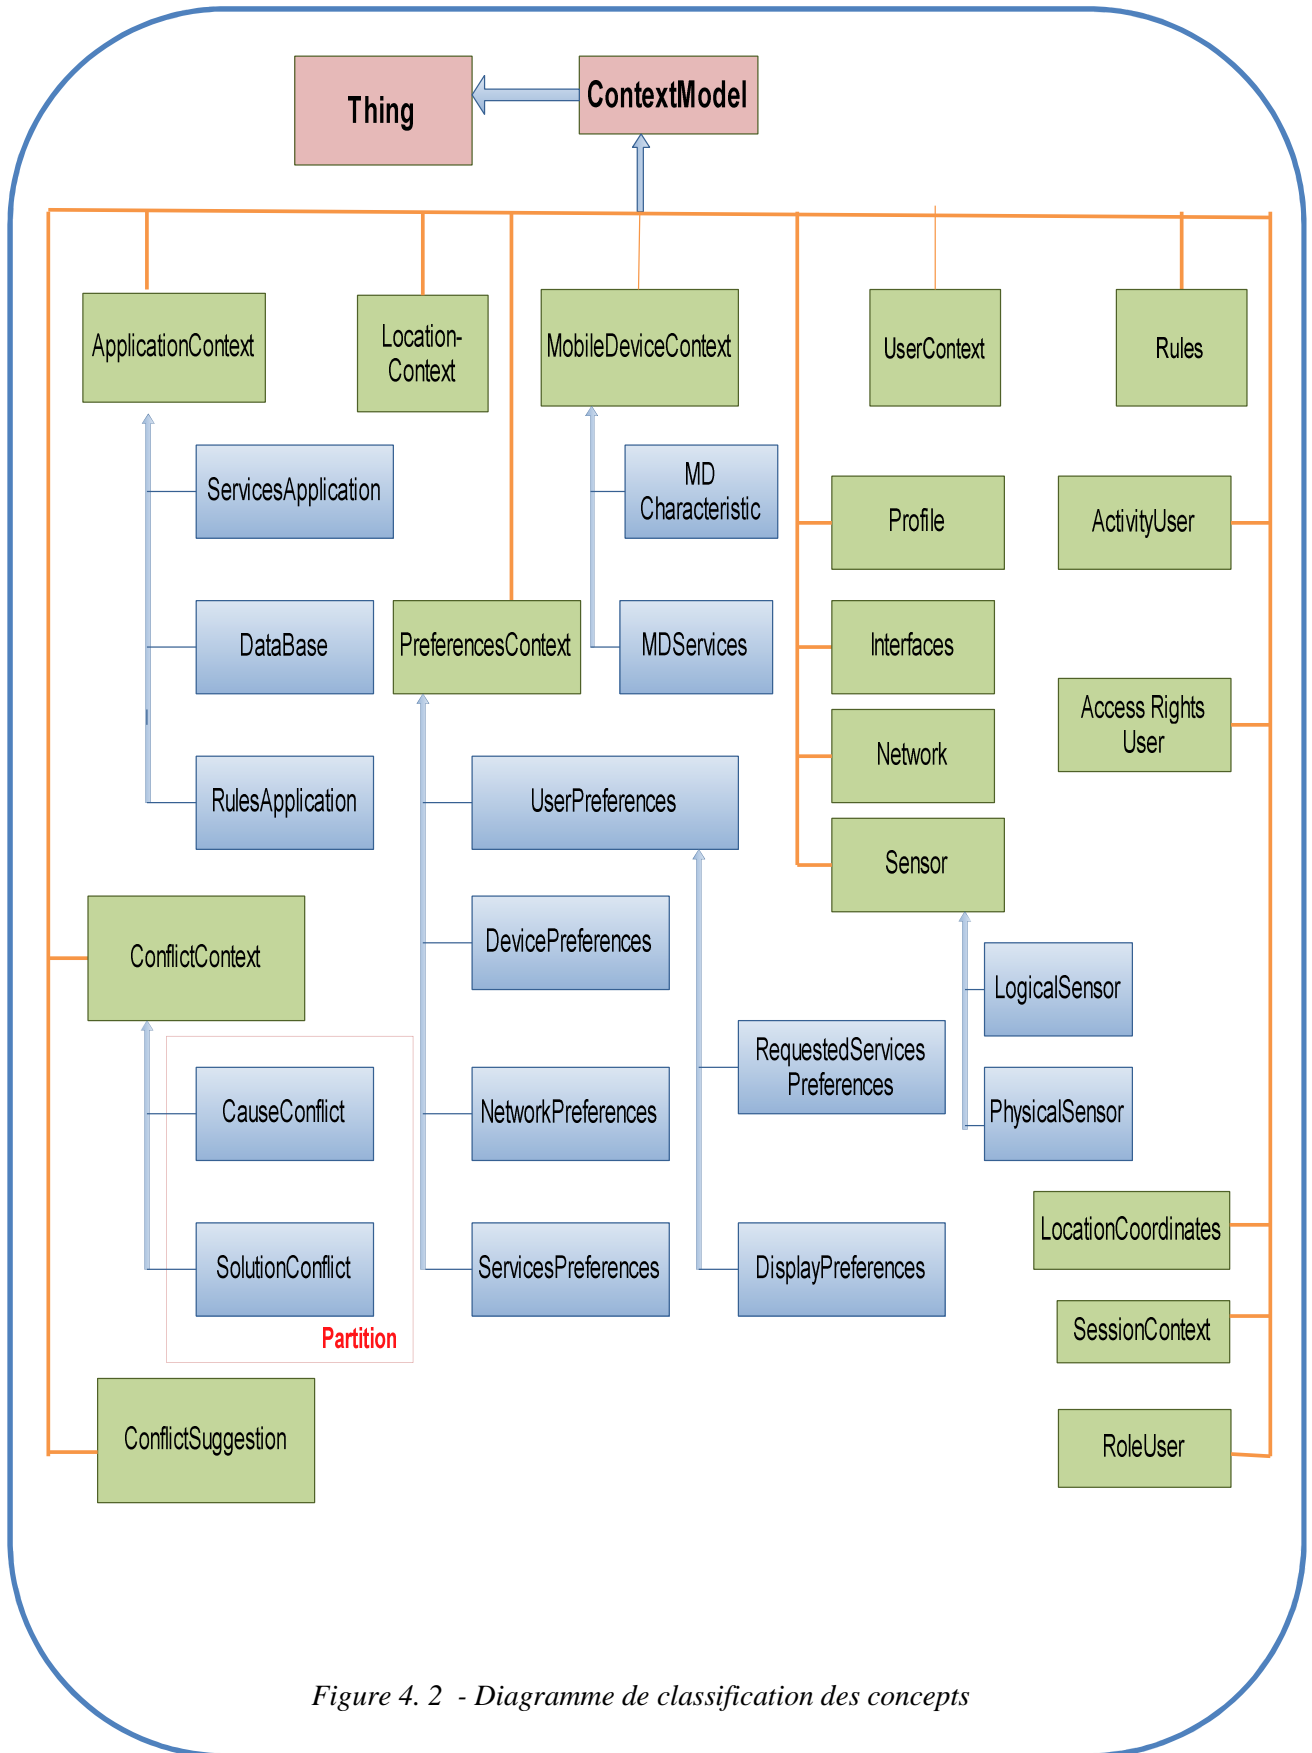 Thing
ContextModel
ApplicationContext
Location-
Context
MobileDeviceContext
UserContext
Rules
ServicesApplication
MD
Characteristic
Profile
ActivityUser
DataBase
PreferencesContext
MDServices
Interfaces
Access Rights
User
Network
RulesApplication
UserPreferences
Sensor
ConflictContext
DevicePreferences
LogicalSensor
RequestedServices
Preferences
CauseConflict
NetworkPreferences
PhysicalSensor
LocationCoordinates
SolutionConflict
ServicesPreferences
DisplayPreferences
Partition
SessionContext
ConflictSuggestion
RoleUser
Figure 4. 2 - Diagramme de classification des concepts